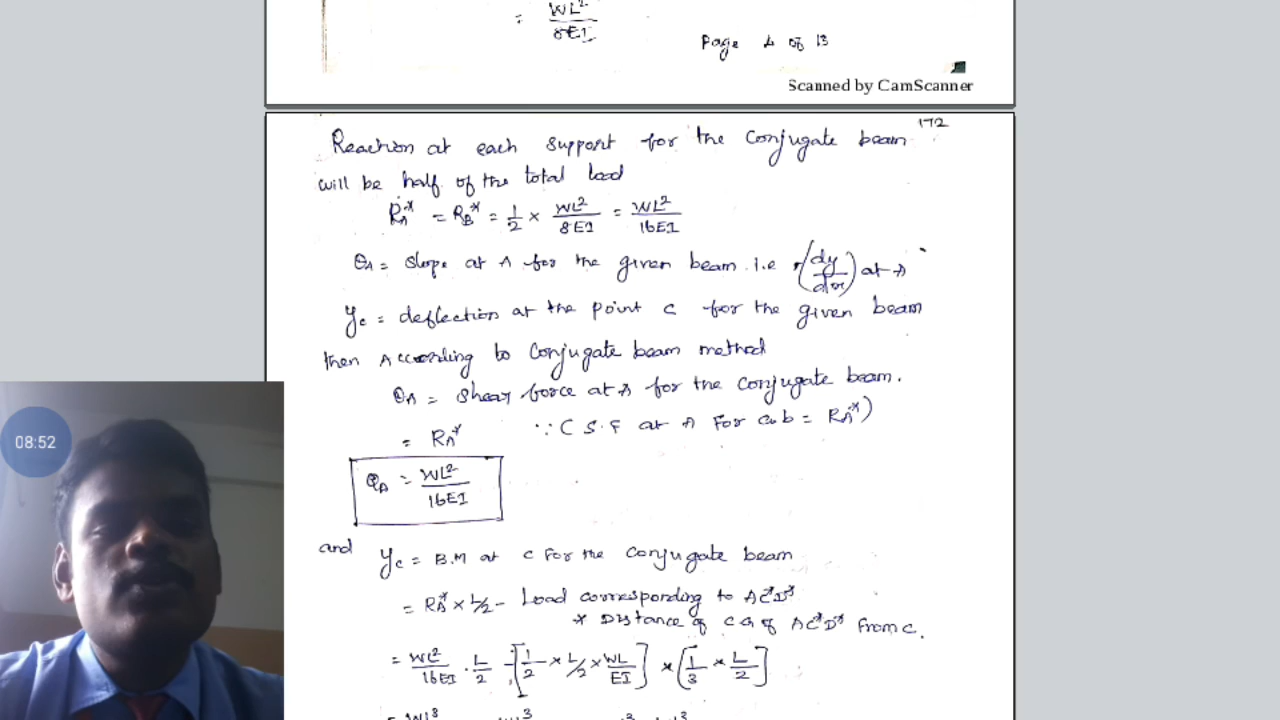 = WL²
8EI
Page 4 of 13
Scanned by CamScanner
172
Reaction at each support for the conjugate beam
will be half of the total load
R_A* = R_B* = 1/2 × WL²/8EI = WL²/16EI
θ_A = slope at A for the given beam i.e (dy/dx) at A
y_c = deflection at the point C for the given beam
then According to conjugate beam method
θ_A = shear force at A for the conjugate beam.
= R_A* ∵ ( S.F at A For cub = R_A*)
θ_A = WL²/16EI
and y_c = B.M at C For the conjugate beam
= R_A* × L/2 - Load corresponding to AC*D*
* Distance of CG of AC*D* From C.
= WL²/16EI · L/2 - [1/2 × L/2 × WL/EI] × [1/3 × L/2]
08:52